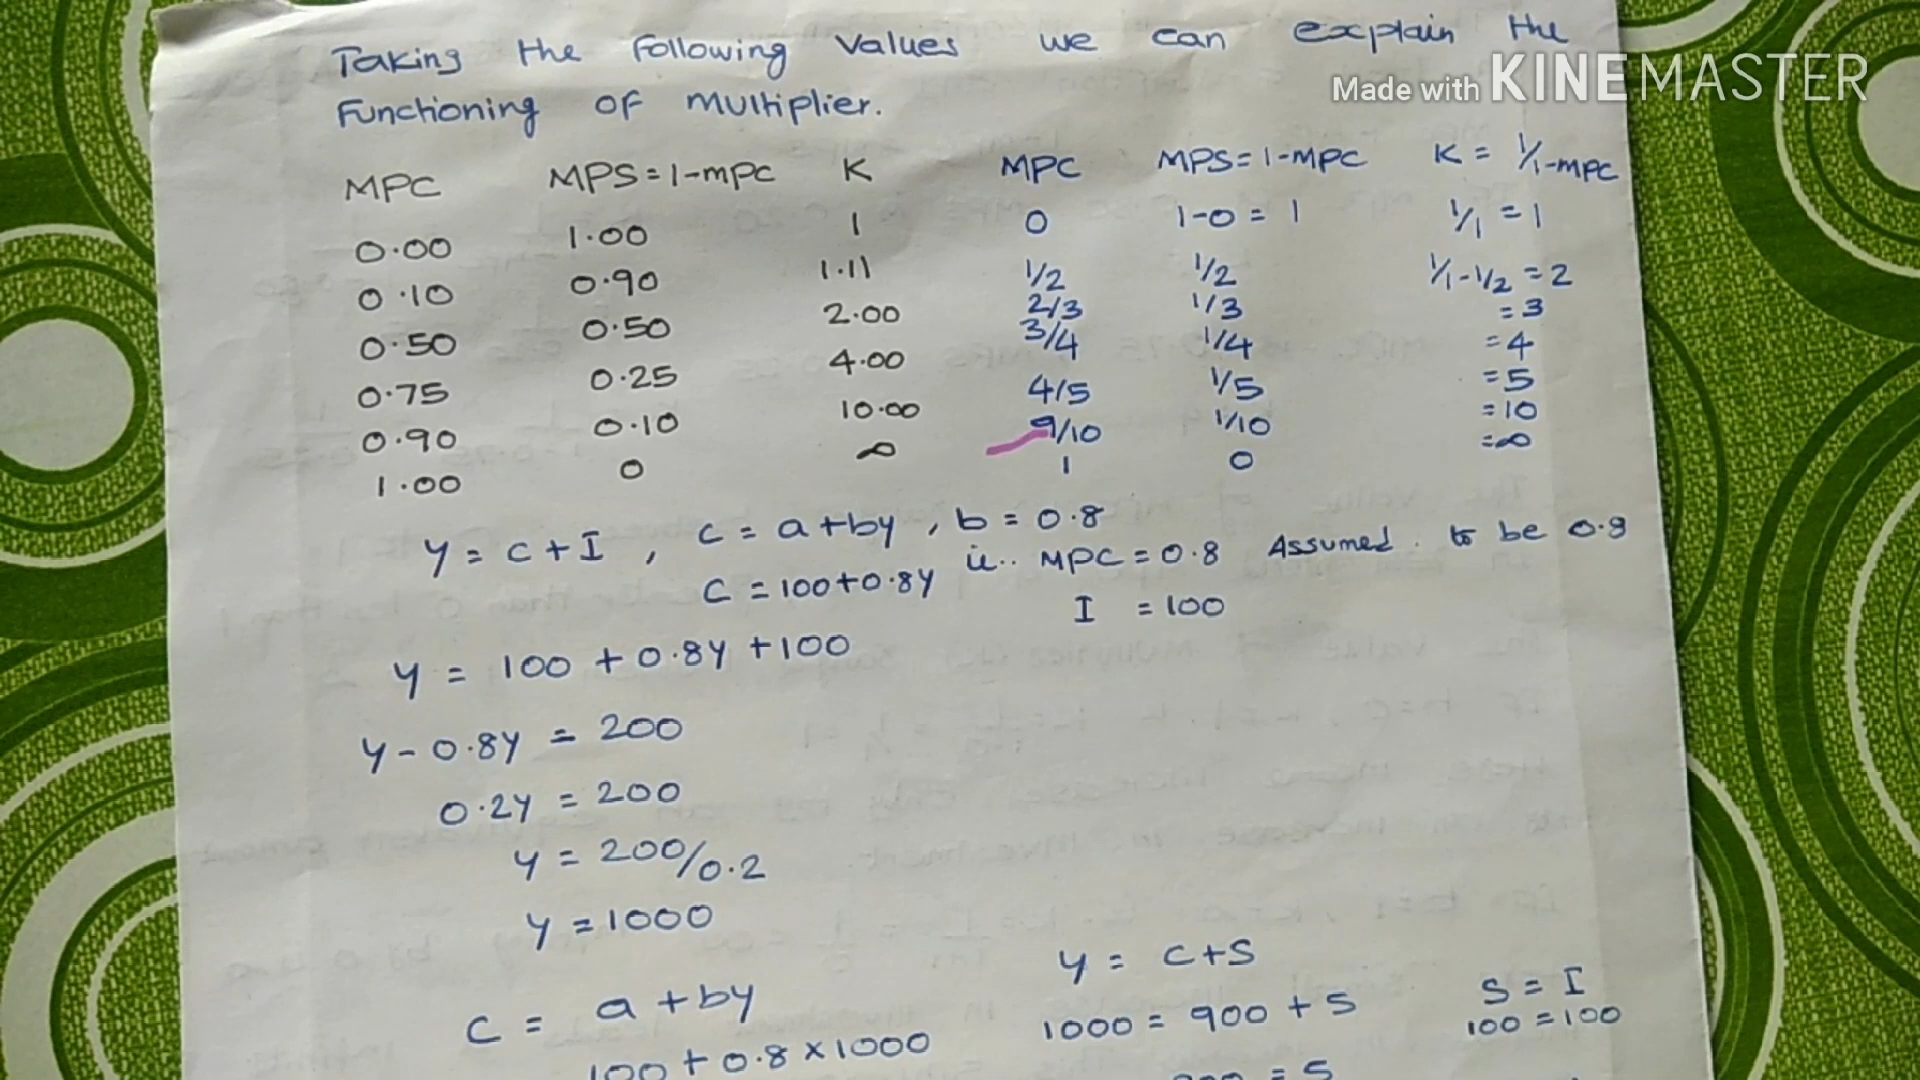 Taking the Following Values we can explain the
Made with KINEMASTER
Functioning of multiplier.
MPC MPS=1-mpc K MPC MPS=1-mpc K = 1/1-mpc
0.00 1.00 1 0 1-0 = 1 1/1 = 1
0.10 0.90 1.11 1/2 1/2 1/1-1/2 = 2
0.50 0.50 2.00 2/3 1/3 = 3
0.75 0.25 4.00 3/4 1/4 = 4
0.90 0.10 10.00 4/5 1/5 = 5
1.00 0 ∞ 9/10 1/10 = 10
1 0 = ∞
y = c + I , c = a + by , b = 0.8
c = 100 + 0.8y ie.. MPC = 0.8 Assumed. to be 0.8
I = 100
y = 100 + 0.8y + 100
y - 0.8y = 200
0.2y = 200
y = 200/0.2
y = 1000
y = c+s
c = a + by
s = I
100 + 0.8 x 1000
1000 = 900 + s
100 = 100
= s